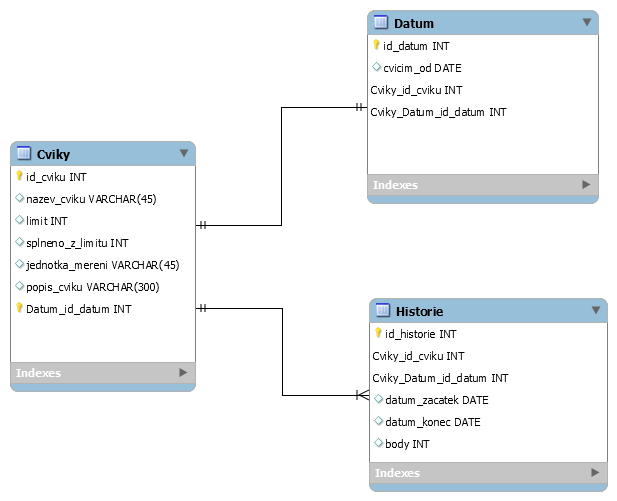 Datum
id_datum INT
cvicim_od DATE
Cviky_id_cviku INT
Cviky_Datum_id_datum INT
Indexes
Cviky
id_cviku INT
nazev_cviku VARCHAR(45)
limit INT
splneno_z_limitu INT
jednotka_mereni VARCHAR(45)
popis_cviku VARCHAR(300)
Datum_id_datum INT
Indexes
Historie
id_historie INT
Cviky_id_cviku INT
Cviky_Datum_id_datum INT
datum_zacatek DATE
datum_konec DATE
body INT
Indexes